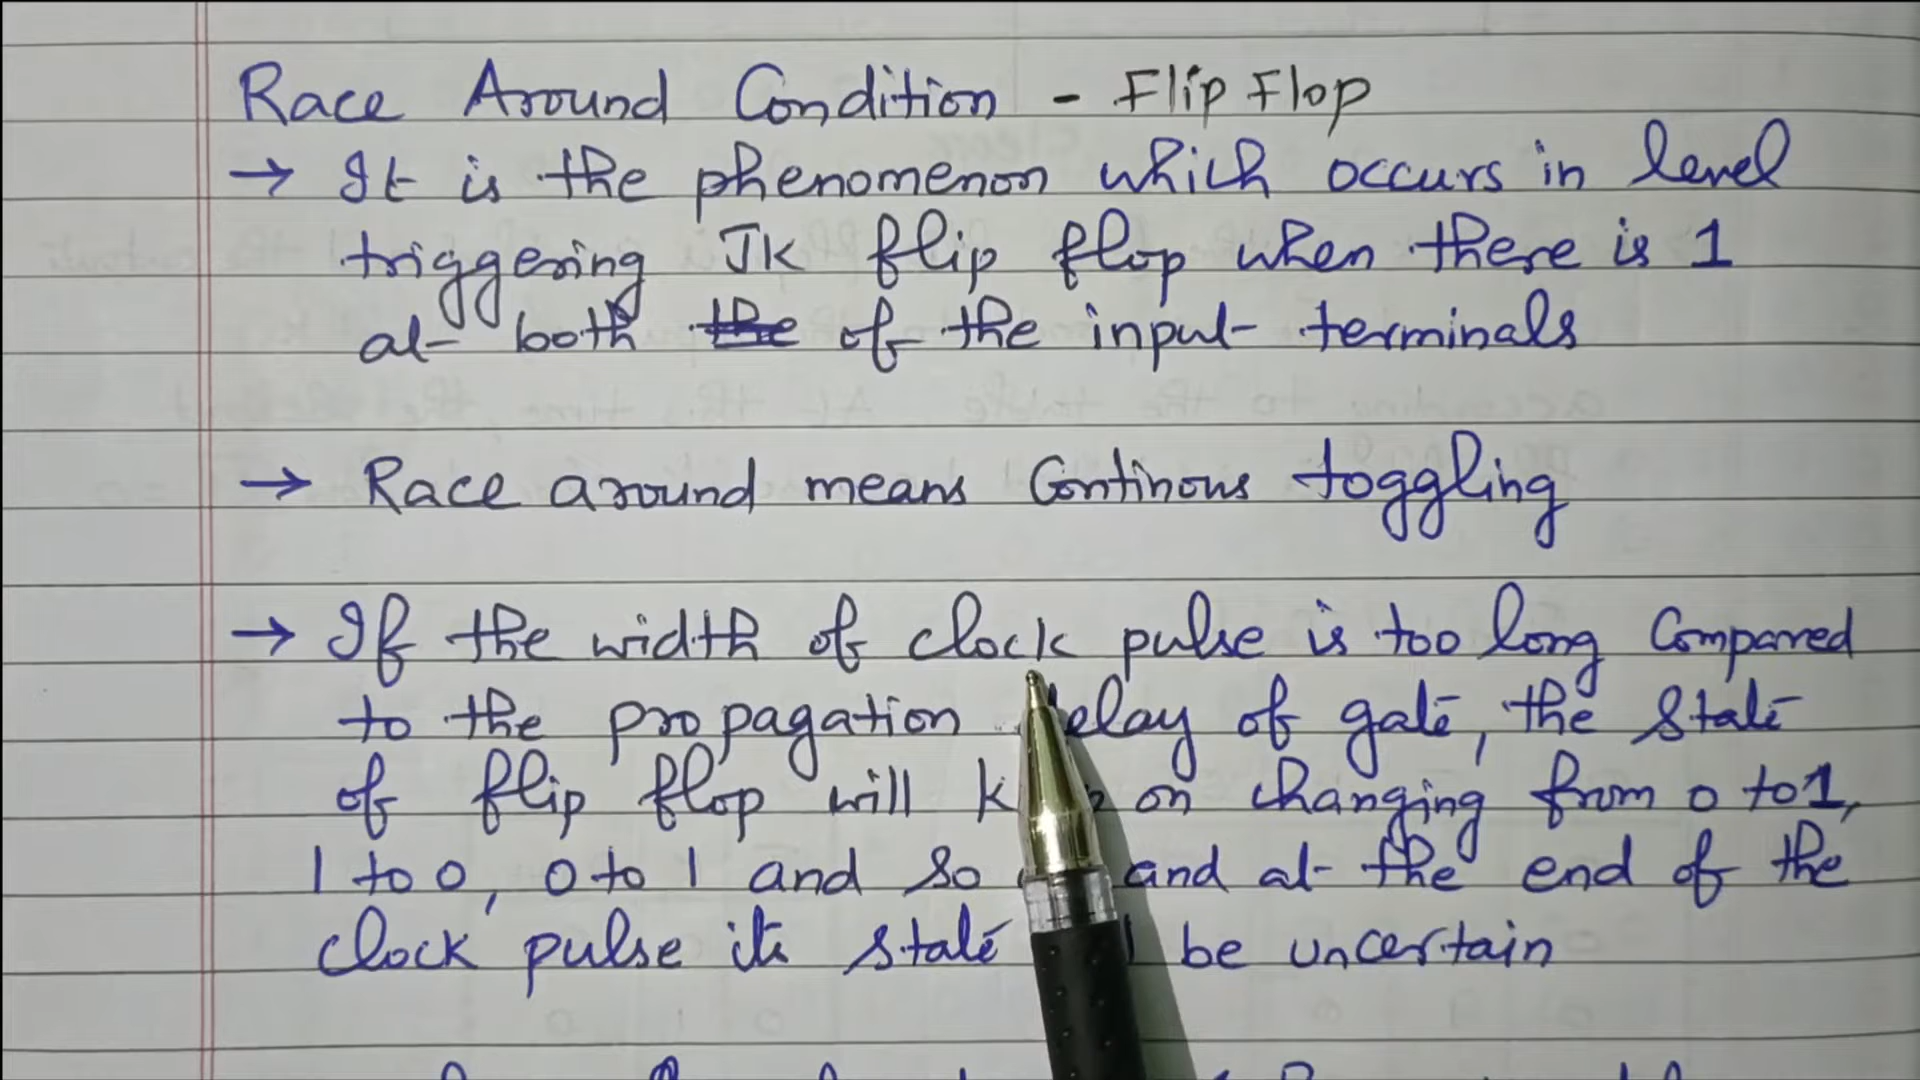 Race Around Condition - Flip Flop
→ It is the phenomenon which occurs in level
triggering JK flip flop when there is 1
at both the of the input terminals
→ Race around means Continous toggling
→ If the width of clock pulse is too long Compared
to the propagation delay of gate, the state
of flip flop will on changing from 0 to 1,
1 to 0, 0 to 1 and so and at the end of the
clock pulse its state be uncertain